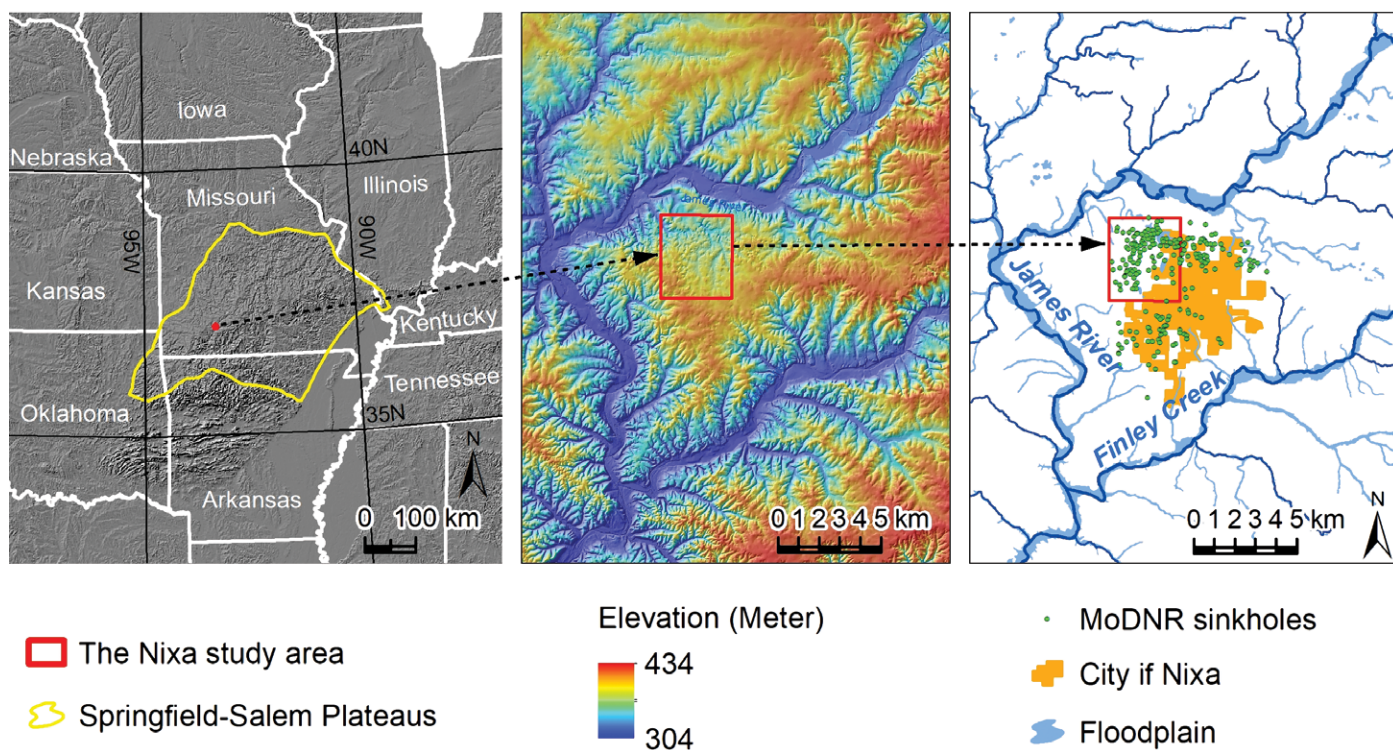 Iowa
Nebraska
40N
Missouri
Illinois
95W
90W
Kansas
Kentucky
Tennessee
Oklahoma
35N
N
Arkansas
0 100 km
James River
0 1 2 3 4 5 km
James River
Finley Creek
N
0 1 2 3 4 5 km
The Nixa study area
Springfield-Salem Plateaus
Elevation (Meter)
434
304
MoDNR sinkholes
City if Nixa
Floodplain